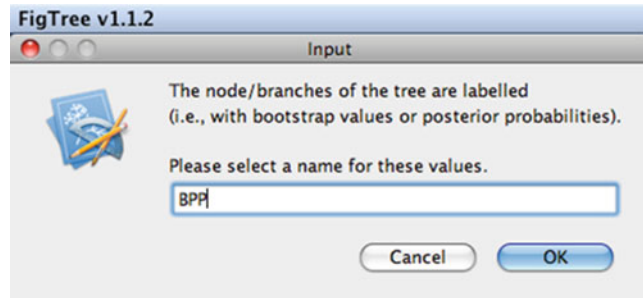 FigTree v1.1.2
Input
The node/branches of the tree are labelled
(i.e., with bootstrap values or posterior probabilities).
Please select a name for these values.
BPP
Cancel OK